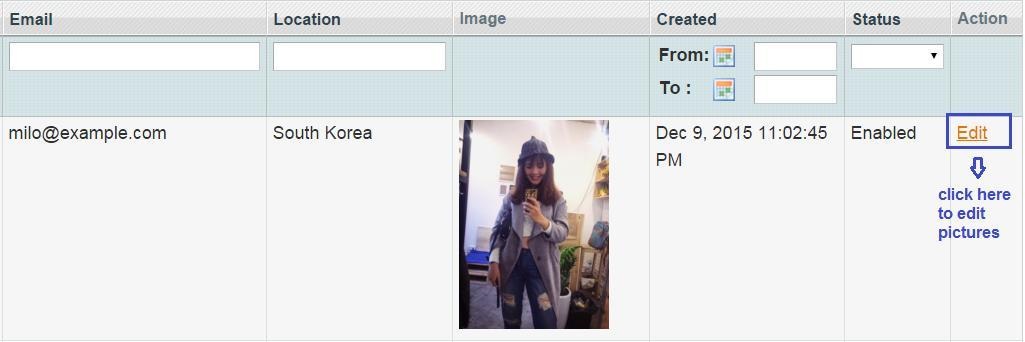 Email Location Image Created Status Action
From:
To :
milo@example.com South Korea Dec 9, 2015 11:02:45 Enabled Edit
PM
click here
to edit
pictures